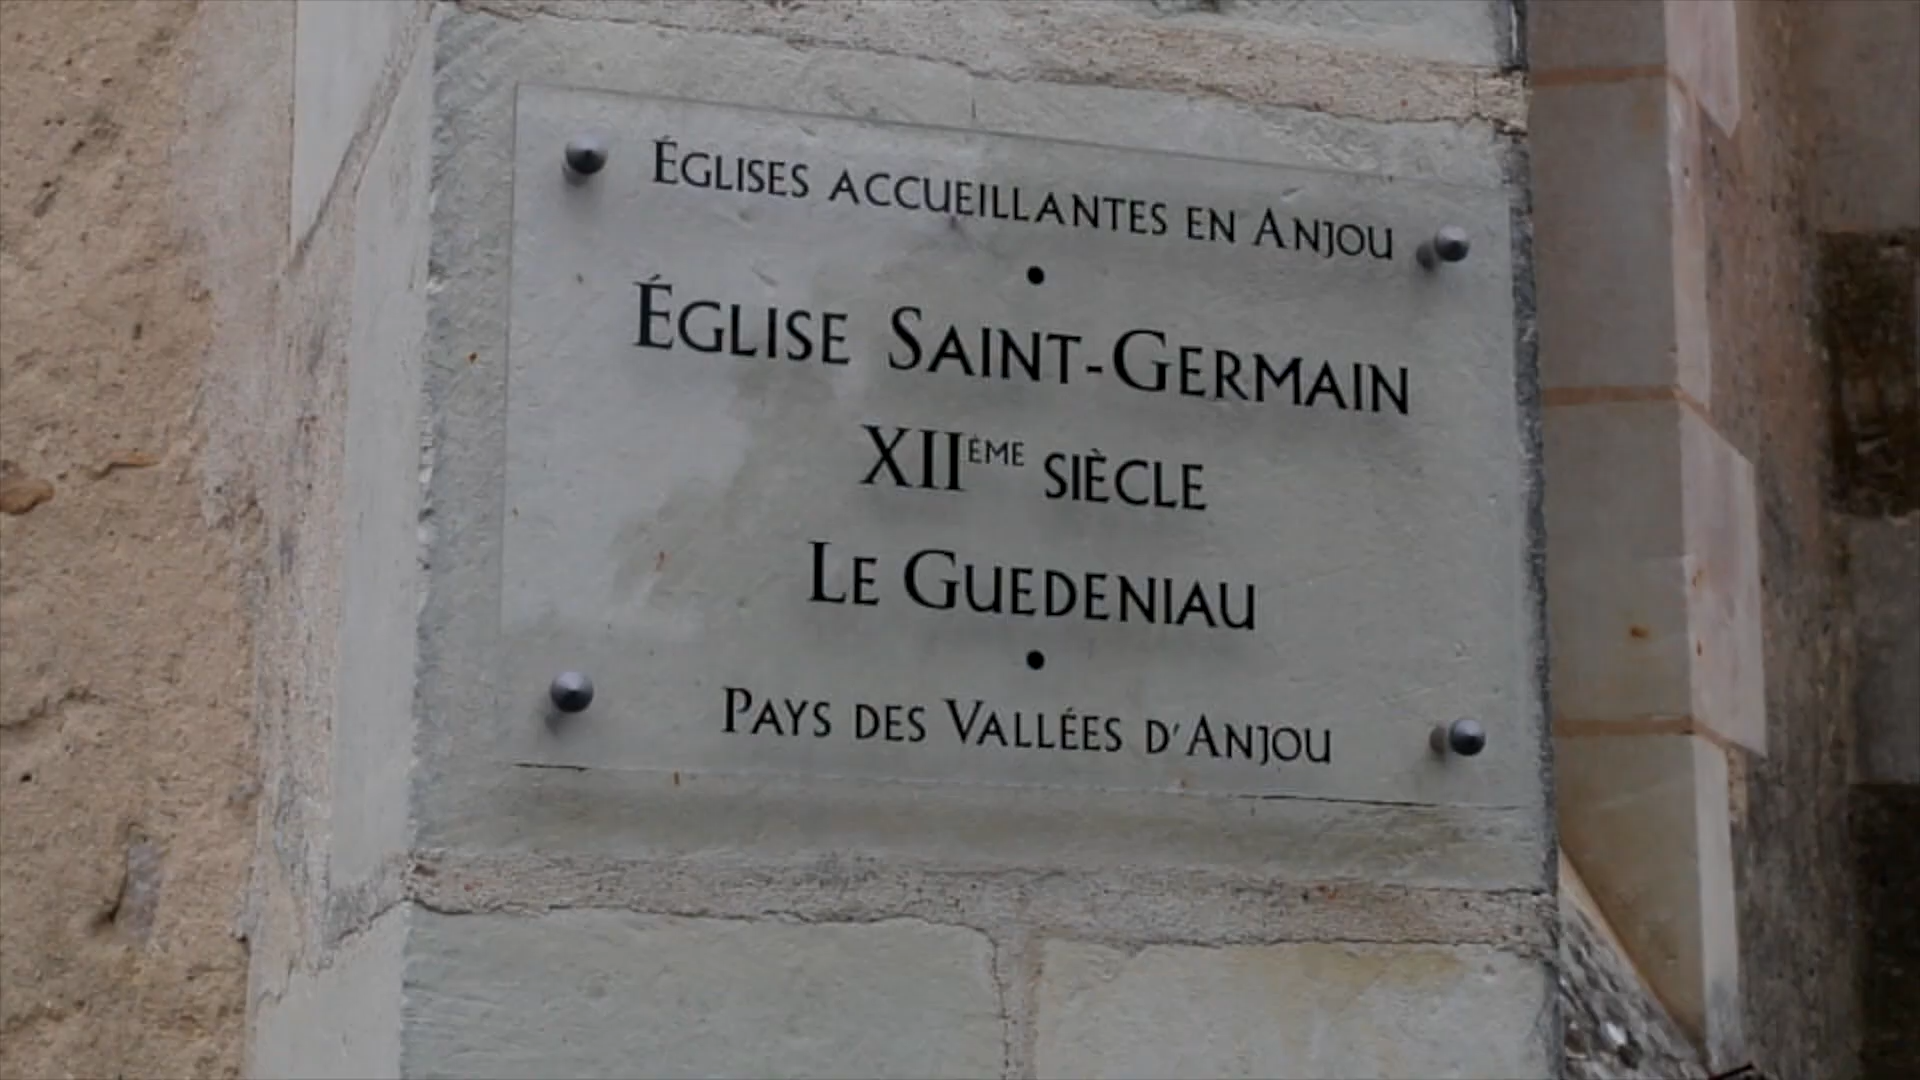 Églises accueillantes en Anjou
•
Église Saint-Germain
XIIème siècle
Le Guedeniau
•
Pays des Vallées d'Anjou